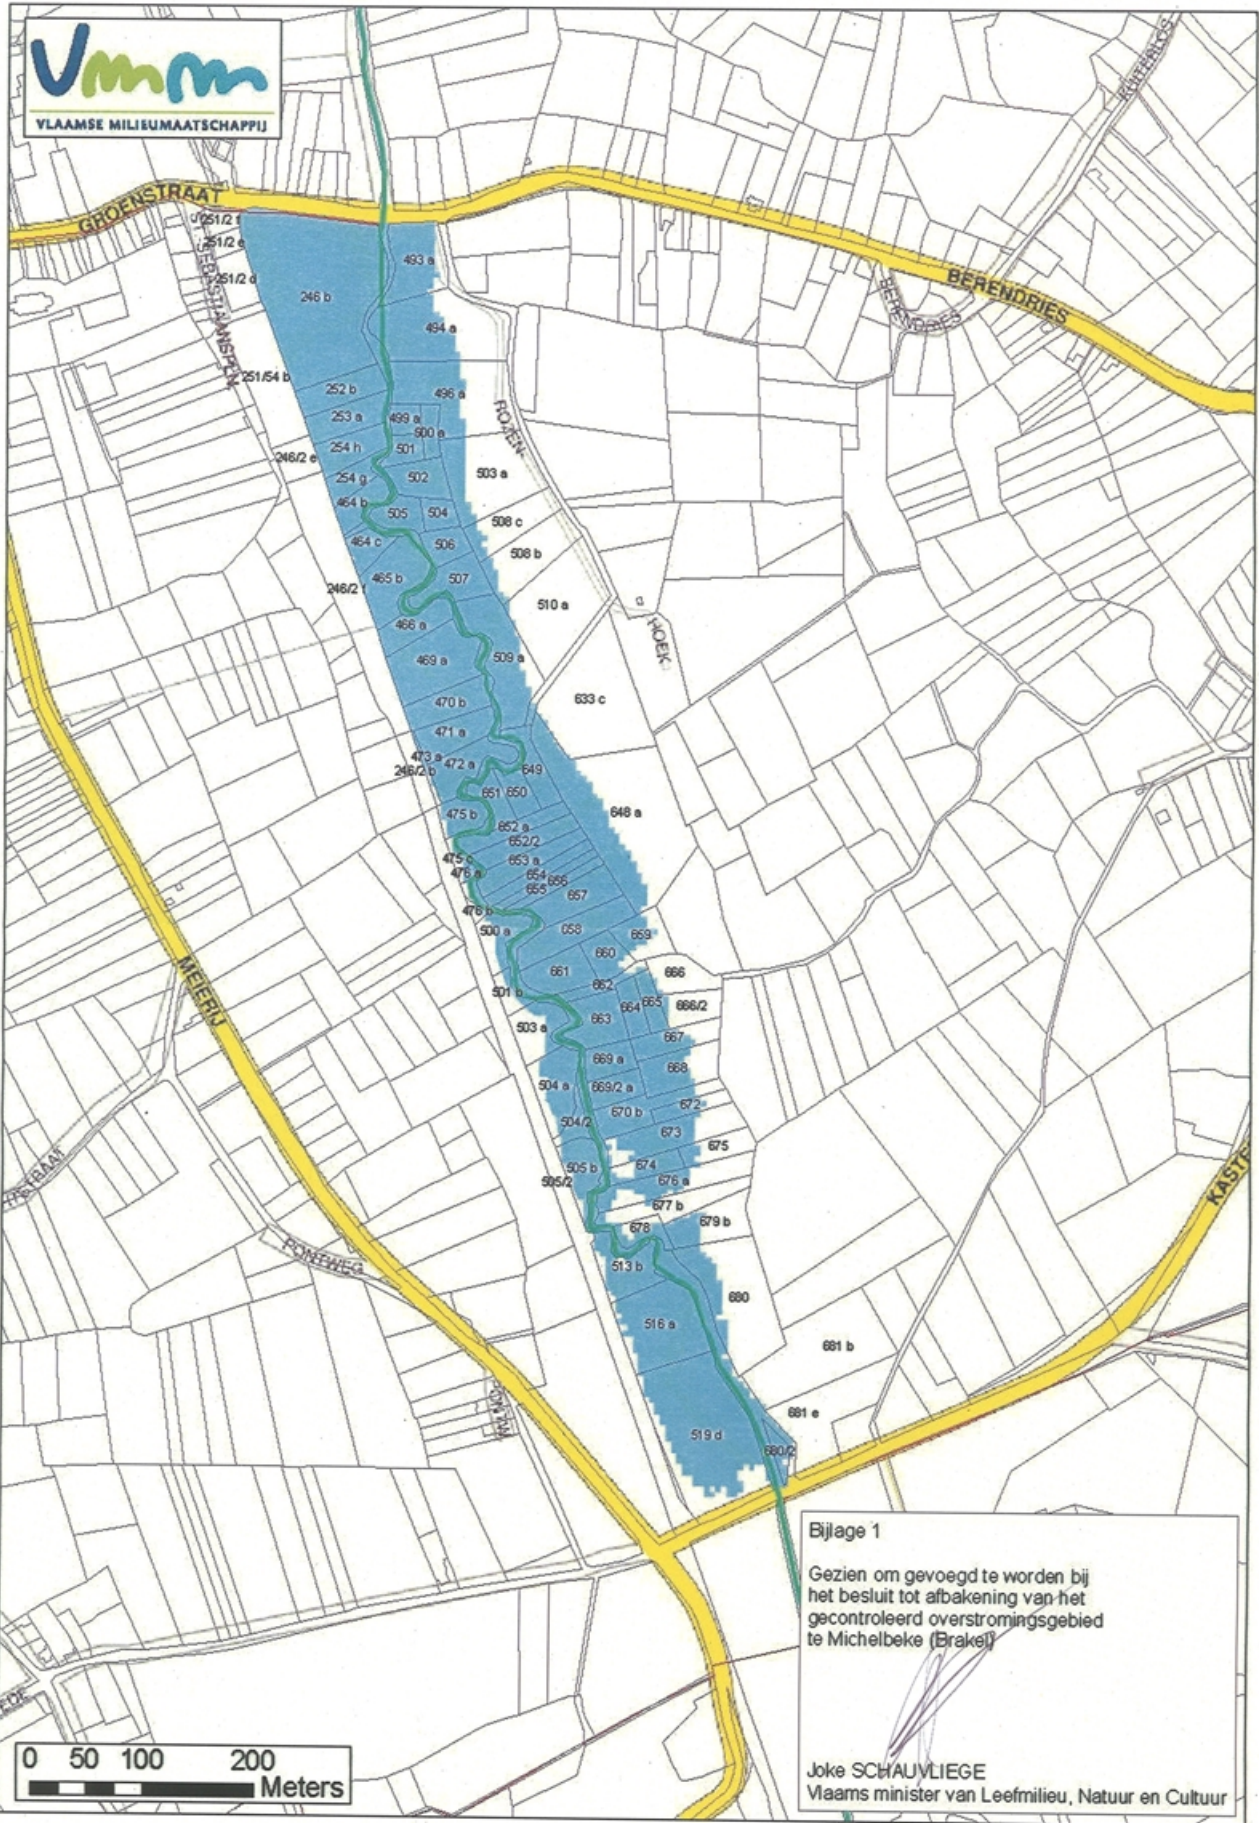 Vmm
VLAAMSE MILIEUMAATSCHAPPIJ
RUITERLOS
GROENSTRAAT
251/2 f
251/2 e
251/2 d
493 a
246 b
BERENDRIES
BERENDRIES
494 a
251/54 b
252 b
496 a
253 a
499 a
500 a
ROZEN-
254 h
501
246/2 e
254 g
502
503 a
464 b
505
504
508 c
464 c
506
508 b
465 b
507
246/2 f
510 a
466 a
HOEK
469 a
509 a
470 b
633 c
471 a
473 a
472 a
246/2 b
649
651
650
475 b
648 a
652 a
652/2
475 c
653 a
476 a
654
656
655
657
476 b
500 a
658
659
660
661
666
501 b
662
664
665
666/2
503 a
663
667
669 a
668
504 a
669/2 a
670 b
672
504/2
673
675
505 b
674
505/2
676 a
677 b
678
679 b
MEIERIJ
PONTWEG
513 b
680
516 a
681 b
681 e
519 d
680/2
Bijlage 1
Gezien om gevoegd te worden bij
het besluit tot afbakening van het
gecontroleerd overstromingsgebied
te Michelbeke (Brakel)
Joke SCHAUVLIEGE
Vlaams minister van Leefmilieu, Natuur en Cultuur
0 50 100 200
Meters